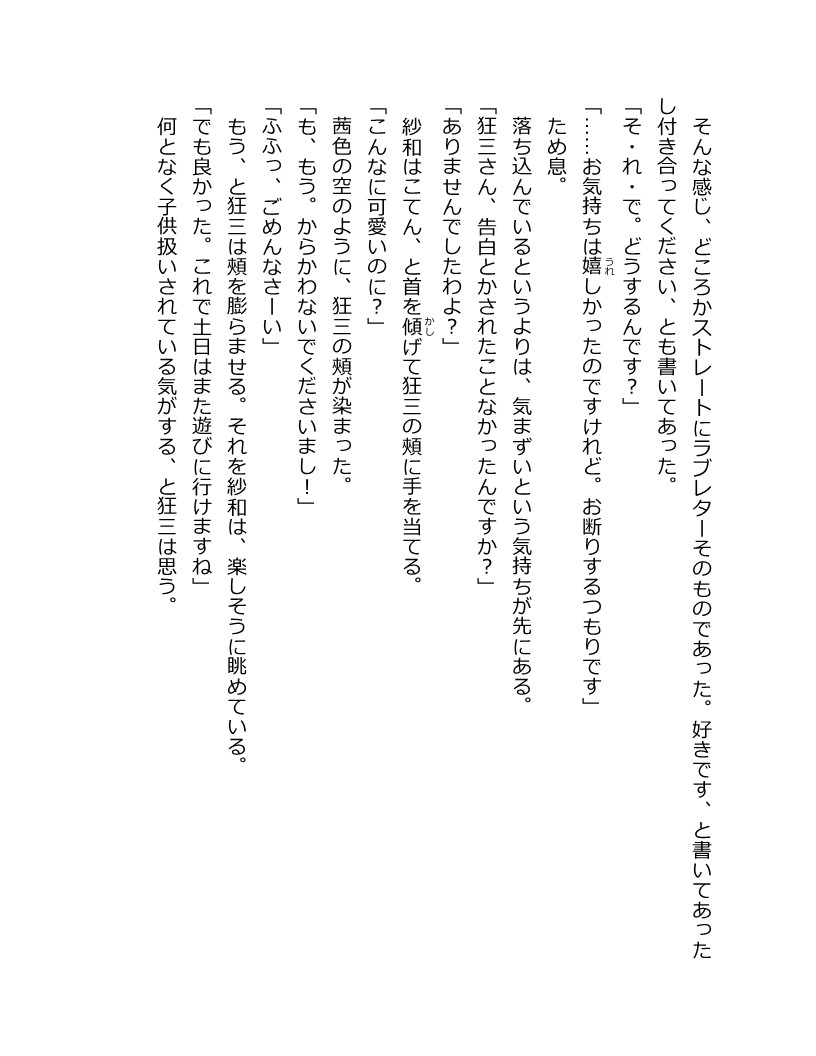 そんな感じ、どころかストレートにラブレターそのものであった。好きです、と書いてあった
し付き合ってください、とも書いてあった。
「そ・れ・で。どうするんです？」
「……お気持ちは嬉しかったのですけれど。お断りするつもりです」
ため息。
落ち込んでいるというよりは、気まずいという気持ちが先にある。
「狂三さん、告白とかされたことなかったんですか？」
「ありませんでしたわよ？」
紗和はこてん、と首を傾げて狂三の頰に手を当てる。
「こんなに可愛いのに？」
茜色の空のように、狂三の頰が染まった。
「も、もう。からかわないでくださいまし！」
「ふふっ、ごめんなさーい」
もう、と狂三は頰を膨らませる。それを紗和は、楽しそうに眺めている。
「でも良かった。これで土日はまた遊びに行けますね」
何となく子供扱いされている気がする、と狂三は思う。